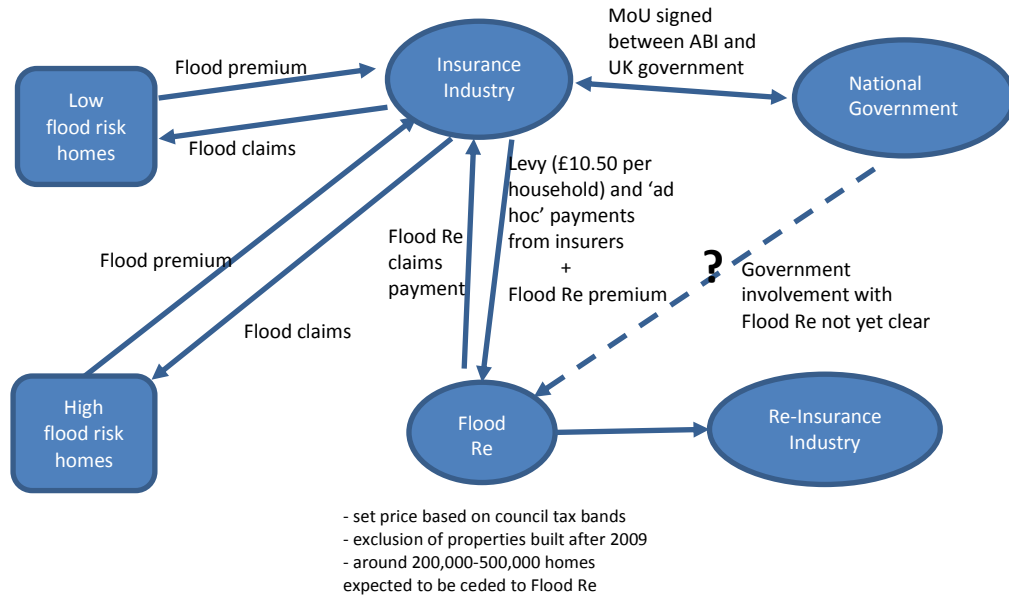 MoU signed
between ABI and
UK government
Flood premium
Insurance
Industry
National
Government
Low
flood risk
homes
Flood claims
Levy (£10.50 per
household) and ‘ad
hoc’ payments
from insurers
+
Flood Re premium
Flood Re
claims
payment
Flood premium
?
Government
involvement with
Flood Re not yet clear
Flood claims
High
flood risk
homes
Flood
Re
Re-Insurance
Industry
- set price based on council tax bands
- exclusion of properties built after 2009
- around 200,000-500,000 homes
expected to be ceded to Flood Re